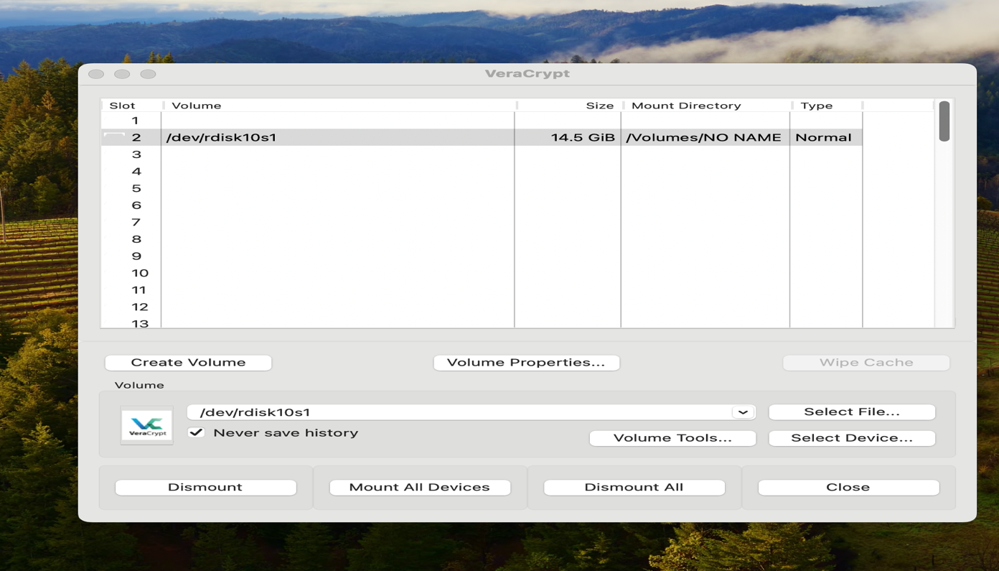 VeraCrypt
Slot Volume Size Mount Directory Type
1
2 /dev/rdisk10s1 14.5 GiB /Volumes/NO NAME Normal
3
4
5
6
7
8
9
10
11
12
13
Create Volume Volume Properties... Wipe Cache
Volume
VeraCrypt
/dev/rdisk10s1 Select File...
Never save history
Volume Tools... Select Device...
Dismount Mount All Devices Dismount All Close